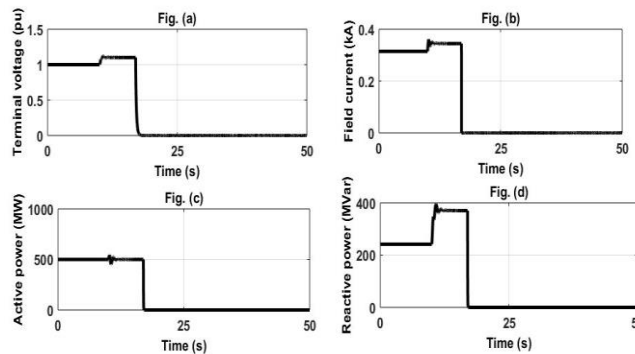 Fig. (a)
Terminal voltage (pu)
1.5
1
0.5
0
0
25
50
Time (s)
Fig. (b)
Field current (kA)
0.4
0.2
0
0
25
50
Time (s)
Fig. (c)
Active power (MW)
1000
500
0
0
25
50
Time (s)
Fig. (d)
Reactive power (MVar)
400
200
0
0
25
50
Time (s)